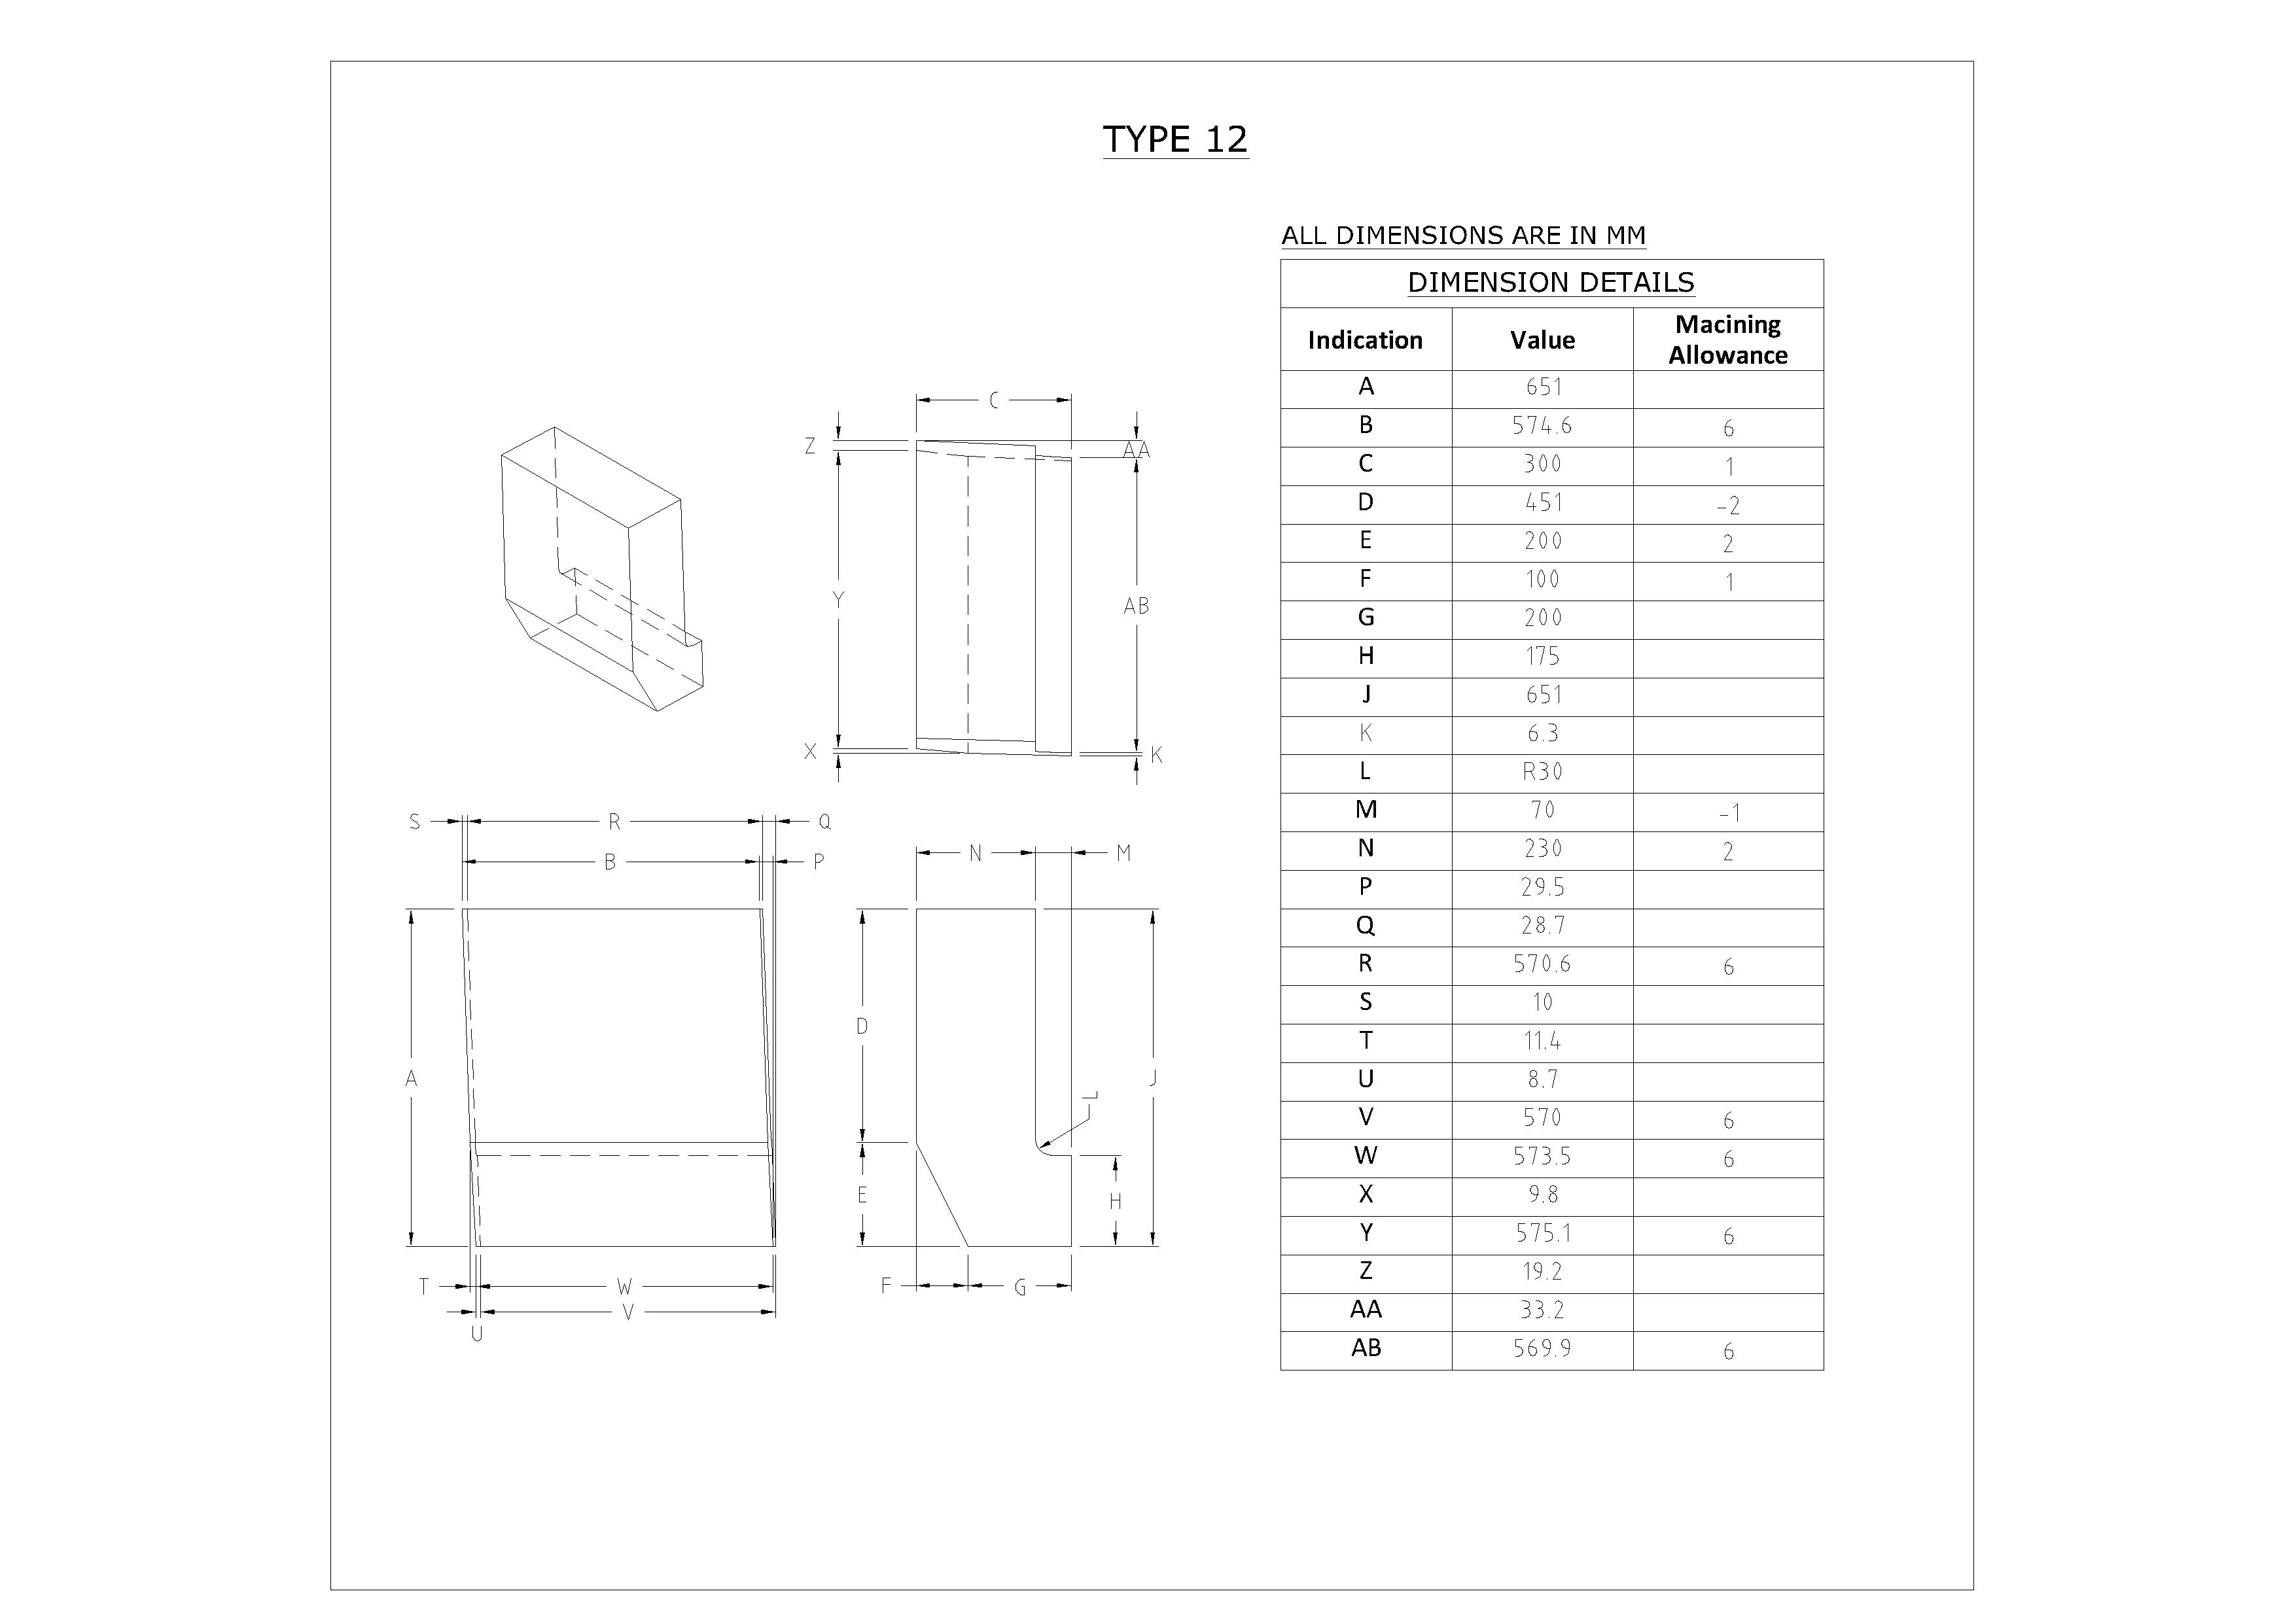 TYPE 12
ALL DIMENSIONS ARE IN MM
DIMENSION DETAILS
Indication Value Macining Allowance
A 651
B 574.6 6
C 300 1
D 451 -2
E 200 2
F 100 1
G 200
H 175
J 651
K 6.3
L R30
M 70 -1
N 230 2
P 29.5
Q 28.7
R 570.6 6
S 10
T 11.4
U 8.7
V 570 6
W 573.5 6
X 9.8
Y 575.1 6
Z 19.2
AA 33.2
AB 569.9 6
C
Z
AA
Y
AB
X
K
S
R
Q
B
P
N
M
D
A
J
L
E
H
T
W
F
G
V
U